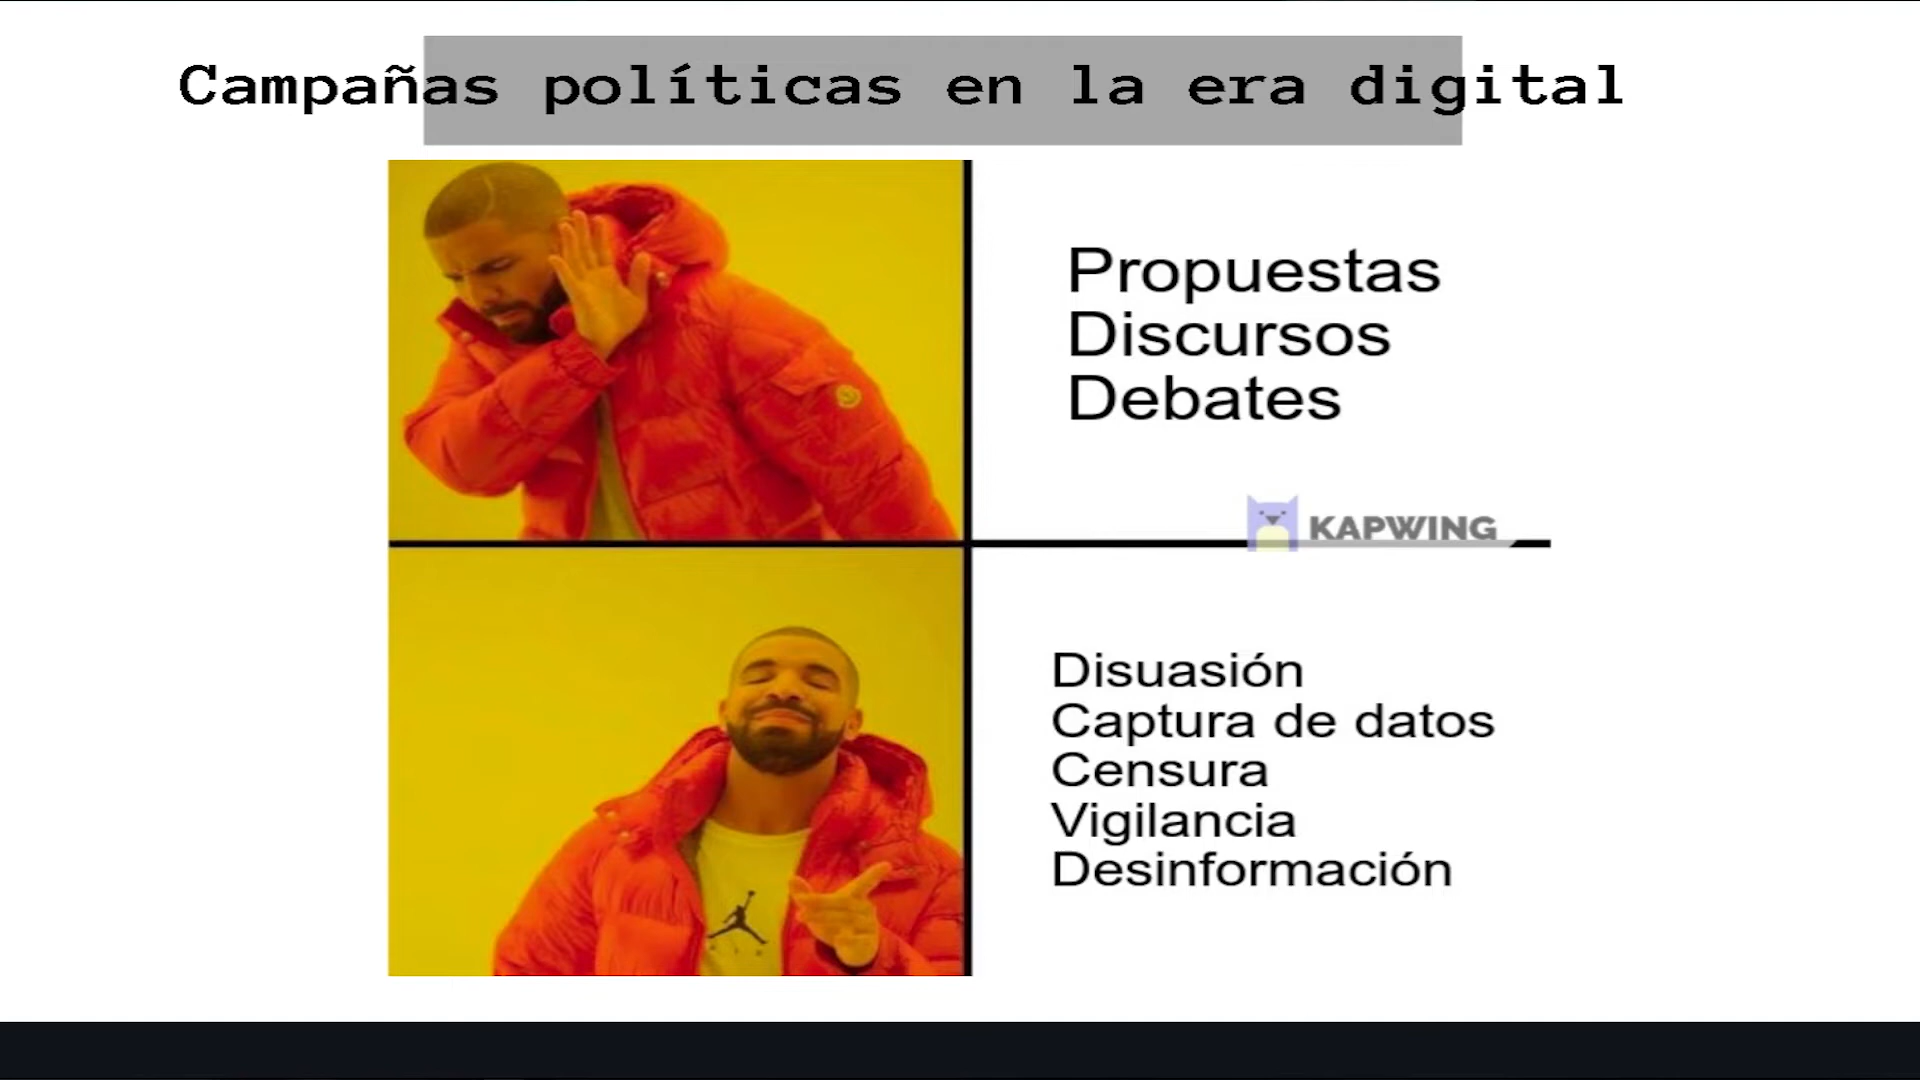 Campañas políticas en la era digital
Propuestas
Discursos
Debates
KAPWING
Disuasión
Captura de datos
Censura
Vigilancia
Desinformación